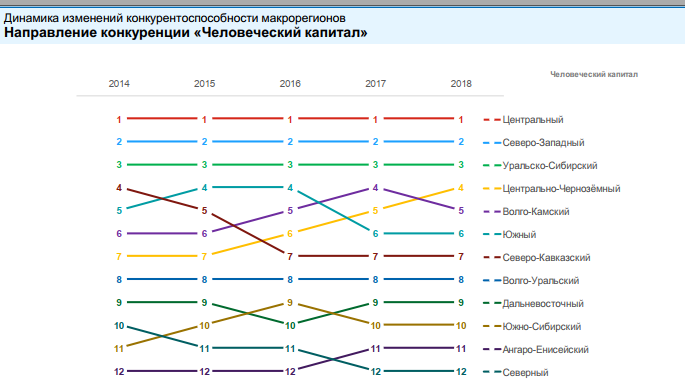 Динамика изменений конкурентоспособности макрорегионов
Направление конкуренции «Человеческий капитал»
Человеческий капитал
2014 2015 2016 2017 2018
1 1 1 1 1 Центральный
2 2 2 2 2 Северо-Западный
3 3 3 3 3 Уральско-Сибирский
4 4 4 4 4 Центрально-Чернозёмный
5 5 5 5 5 Волго-Камский
6 6 6 6 6 Южный
7 7 7 7 7 Северо-Кавказский
8 8 8 8 8 Волго-Уральский
9 9 9 9 9 Дальневосточный
10 10 10 10 10 Южно-Сибирский
11 11 11 11 11 Ангаро-Енисейский
12 12 12 12 12 Северный